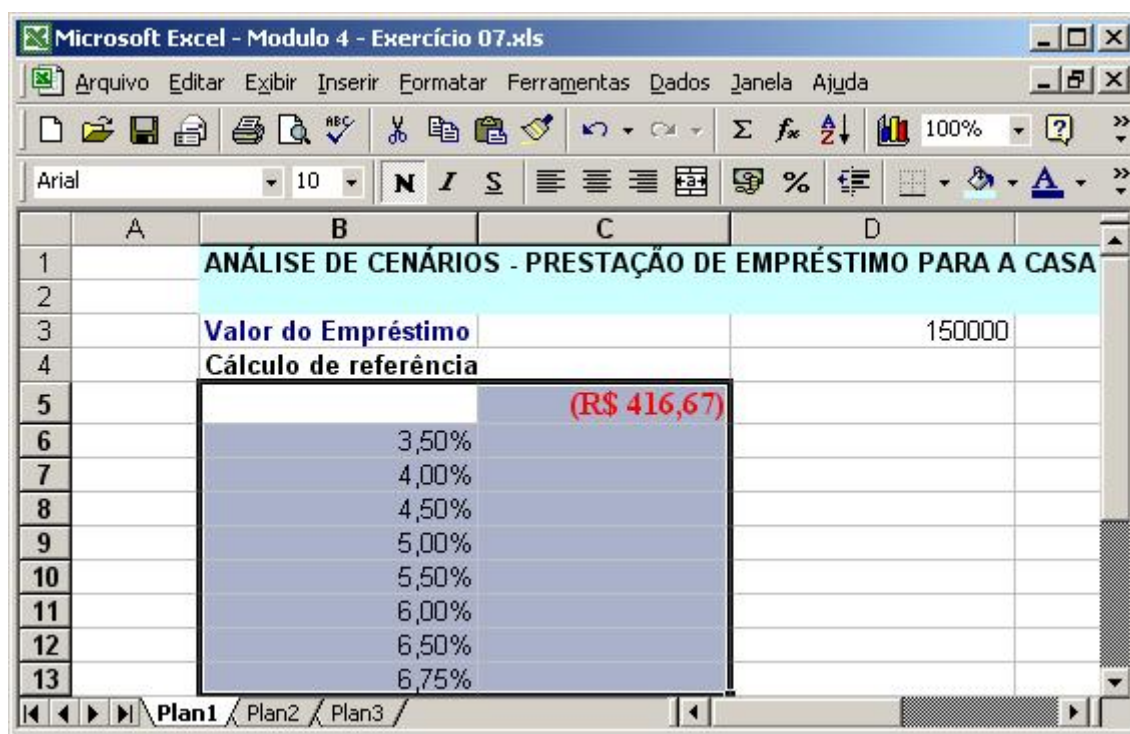 Microsoft Excel - Modulo 4 - Exercício 07.xls
Arquivo Editar Exibir Inserir Formatar Ferramentas Dados Janela Ajuda
ABC Σ fx A Z 100% ?
Arial 10 N I S a %  A
A B C D
1 ANÁLISE DE CENÁRIOS - PRESTAÇÃO DE EMPRÉSTIMO PARA A CASA
2
3 Valor do Empréstimo 150000
4 Cálculo de referência
5 (R$ 416,67)
6 3,50%
7 4,00%
8 4,50%
9 5,00%
10 5,50%
11 6,00%
12 6,50%
13 6,75%
Plan1 Plan2 Plan3